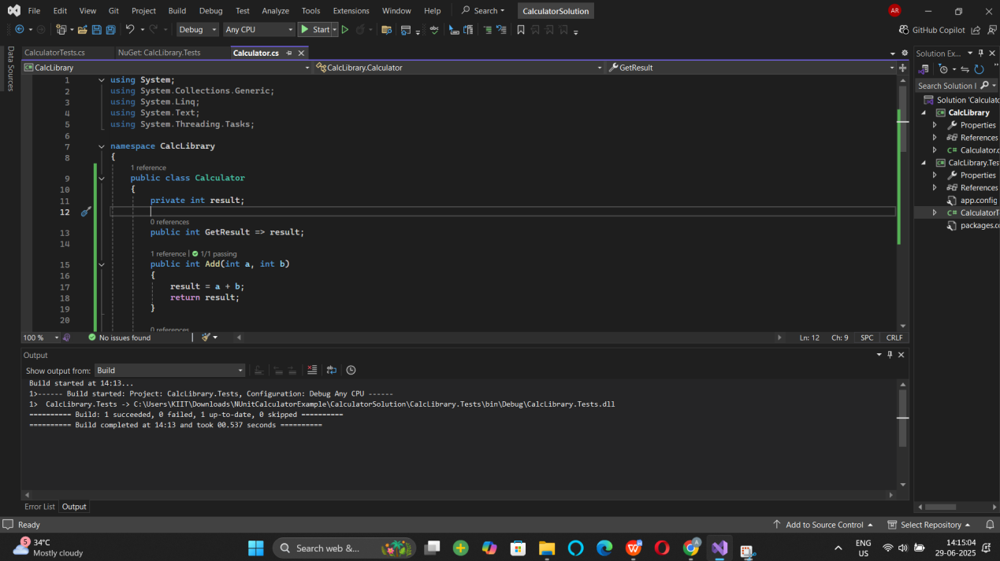 File Edit View Git Project Build Debug Test Analyze Tools Extensions Window Help Search CalculatorSolution AR
Debug Any CPU Start GitHub Copilot
Data Sources
CalculatorTests.cs NuGet: CalcLibrary.Tests Calculator.cs
CalcLibrary CalcLibrary.Calculator GetResult
1 using System;
2 using System.Collections.Generic;
3 using System.Linq;
4 using System.Text;
5 using System.Threading.Tasks;
6
7 namespace CalcLibrary
8 {
1 reference
9 public class Calculator
10 {
11 private int result;
12
0 references
13 public int GetResult => result;
14
1 reference | 1/1 passing
15 public int Add(int a, int b)
16 {
17 result = a + b;
18 return result;
19 }
20
0 references
100 % No issues found Ln: 12 Ch: 9 SPC CRLF
Solution Ex...
Search Solution
Solution 'Calculato
CalcLibrary
Properties
References
Calculator.c
CalcLibrary.Tes
Properties
References
app.config
CalculatorT
packages.co
Output
Show output from: Build
Build started at 14:13...
1>------ Build started: Project: CalcLibrary.Tests, Configuration: Debug Any CPU ------
1> CalcLibrary.Tests -> C:\Users\KIIT\Downloads\NUnitCalculatorExample\CalculatorSolution\CalcLibrary.Tests\bin\Debug\CalcLibrary.Tests.dll
========== Build: 1 succeeded, 0 failed, 1 up-to-date, 0 skipped ==========
========== Build completed at 14:13 and took 00.537 seconds ==========
Error List Output
Ready Add to Source Control Select Repository
5 34°C
Mostly cloudy
Search web &...
ENG
US
14:15:04
29-06-2025